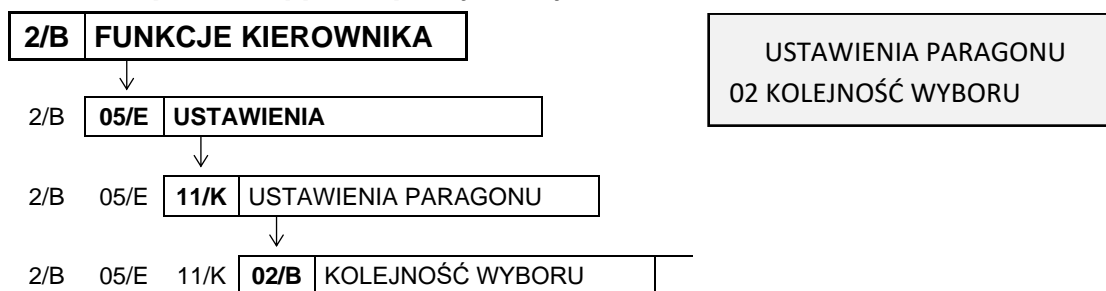 2/B FUNKCJE KIEROWNIKA
2/B 05/E USTAWIENIA
2/B 05/E 11/K USTAWIENIA PARAGONU
2/B 05/E 11/K 02/B KOLEJNOŚĆ WYBORU
USTAWIENIA PARAGONU
02 KOLEJNOŚĆ WYBORU